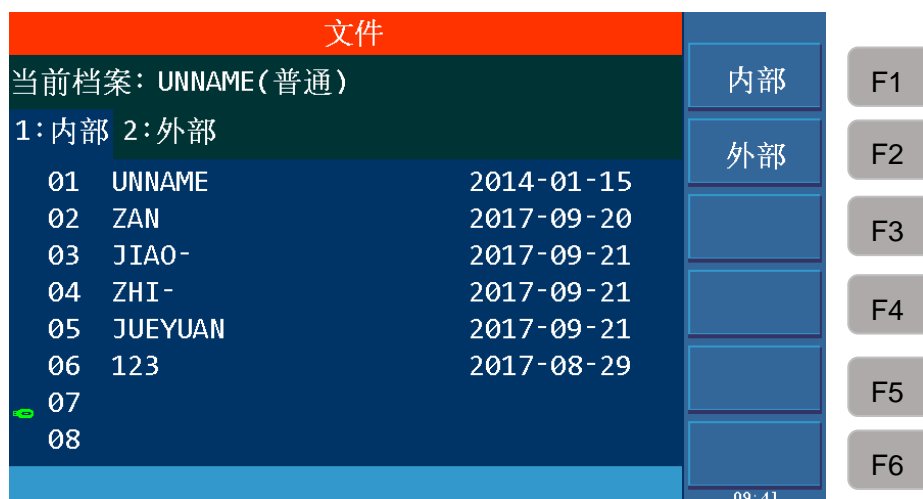 文件
当前档案: UNNAME(普通)
1:内部 2:外部
01 UNNAME 2014-01-15
02 ZAN 2017-09-20
03 JIAO- 2017-09-21
04 ZHI- 2017-09-21
05 JUEYUAN 2017-09-21
06 123 2017-08-29
07
08
内部
外部
09:41
F1
F2
F3
F4
F5
F6